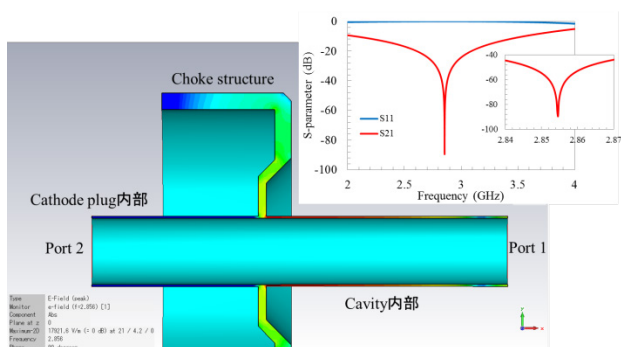 Choke structure
Cathode plug内部
Port 2
Port 1
Cavity内部
S-parameter (dB)
0
-20
-40
-60
-80
-100
S11
S21
2
2.5
3
3.5
4
Frequency (GHz)
-40
-60
-80
-100
2.84
2.85
2.86
2.87
Type E-Field (peak)
Component Abs
Plane at z 0
Frequency 2.856
y
x